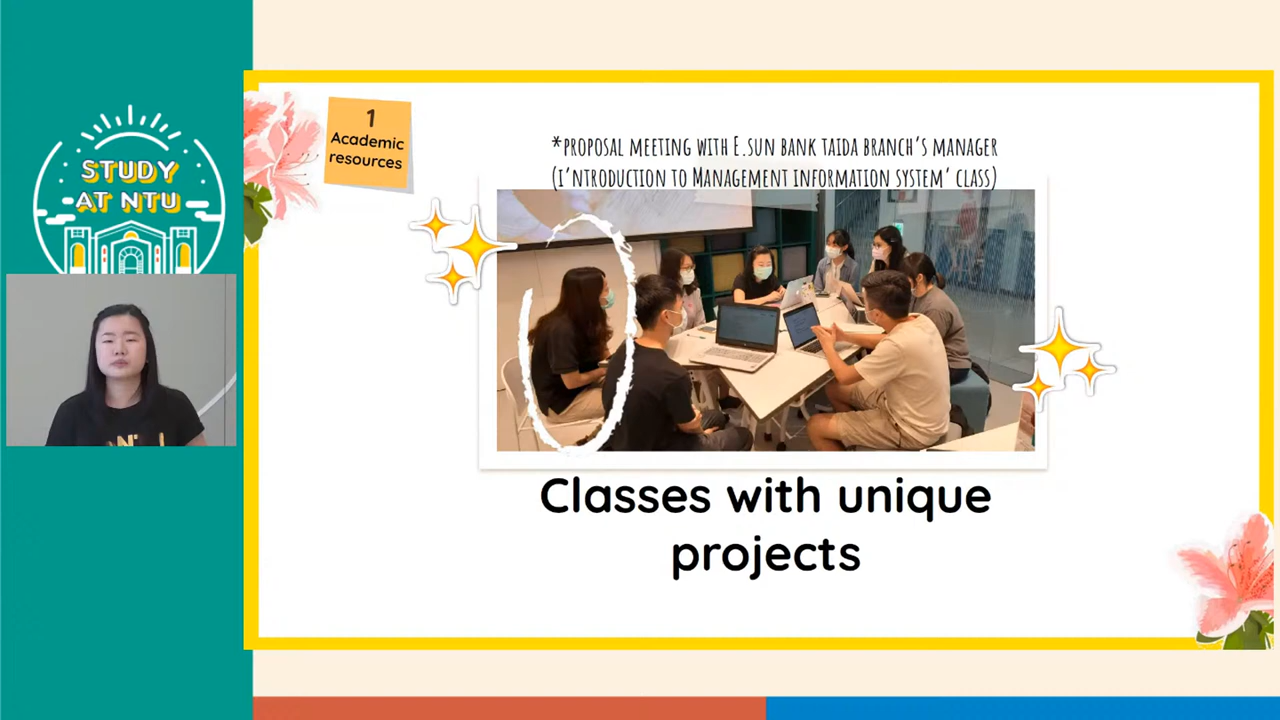 STUDY
AT NTU
1
Academic
resources
*PROPOSAL MEETING WITH E.SUN BANK TAIDA BRANCH'S MANAGER
(I'NTRODUCTION TO MANAGEMENT INFORMATION SYSTEM' CLASS)
Classes with unique
projects